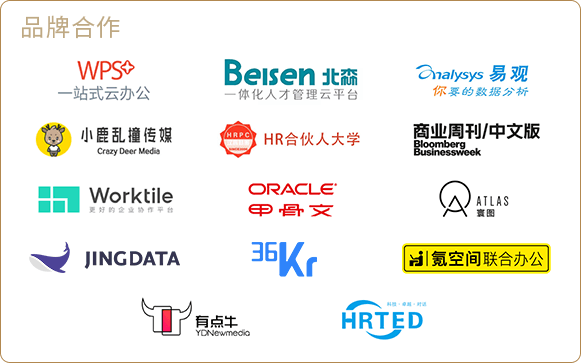 品牌合作
WPS+
一站式云办公
Beisen 北森
一体化人才管理云平台
analysys 易观
你要的数据分析
小鹿乱撞传媒
Crazy Deer Media
HRPC
HR合伙人大学
商业周刊/中文版
Bloomberg
Businessweek
Worktile
更好的企业协作平台
ORACLE
甲骨文
ATLAS
寰图
JINGDATA
36Kr
氪空间联合办公
有点牛
YDNewmedia
HRTED